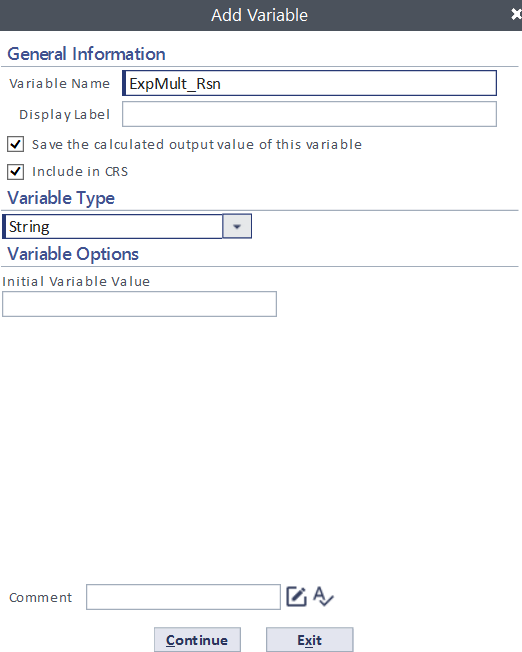 Add Variable
General Information
Variable Name ExpMult_Rsn
Display Label
Save the calculated output value of this variable
Include in CRS
Variable Type
String
Variable Options
Initial Variable Value
Comment
Continue Exit